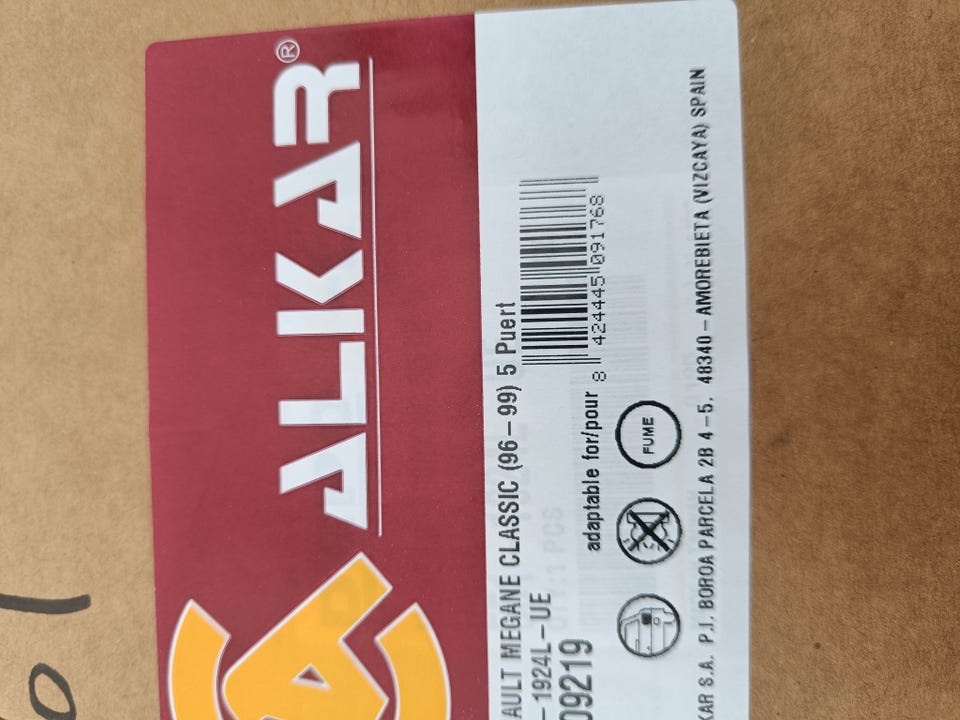 ALKAR®
AULT MEGANE CLASSIC (96-99) 5 Puert
-1924L-UE
09219
adaptable for/pour
8 424445 091768
FUME
KAR S.A. P.I. BOROA PARCELA 2B 4-5. 48340-AMOREBIETA (VIZCAYA) SPAIN